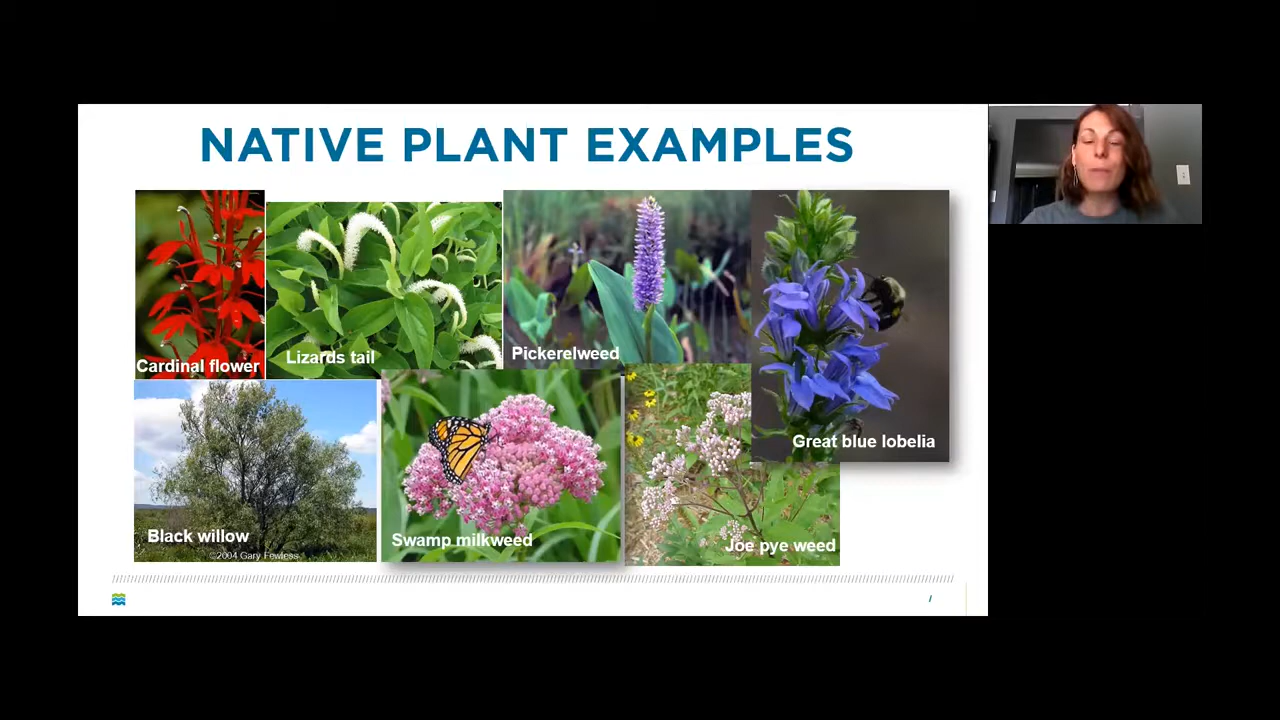 NATIVE PLANT EXAMPLES
Cardinal flower
Lizards tail
Pickerelweed
Great blue lobelia
Black willow
©2004 Gary Fewless
Swamp milkweed
Joe pye weed